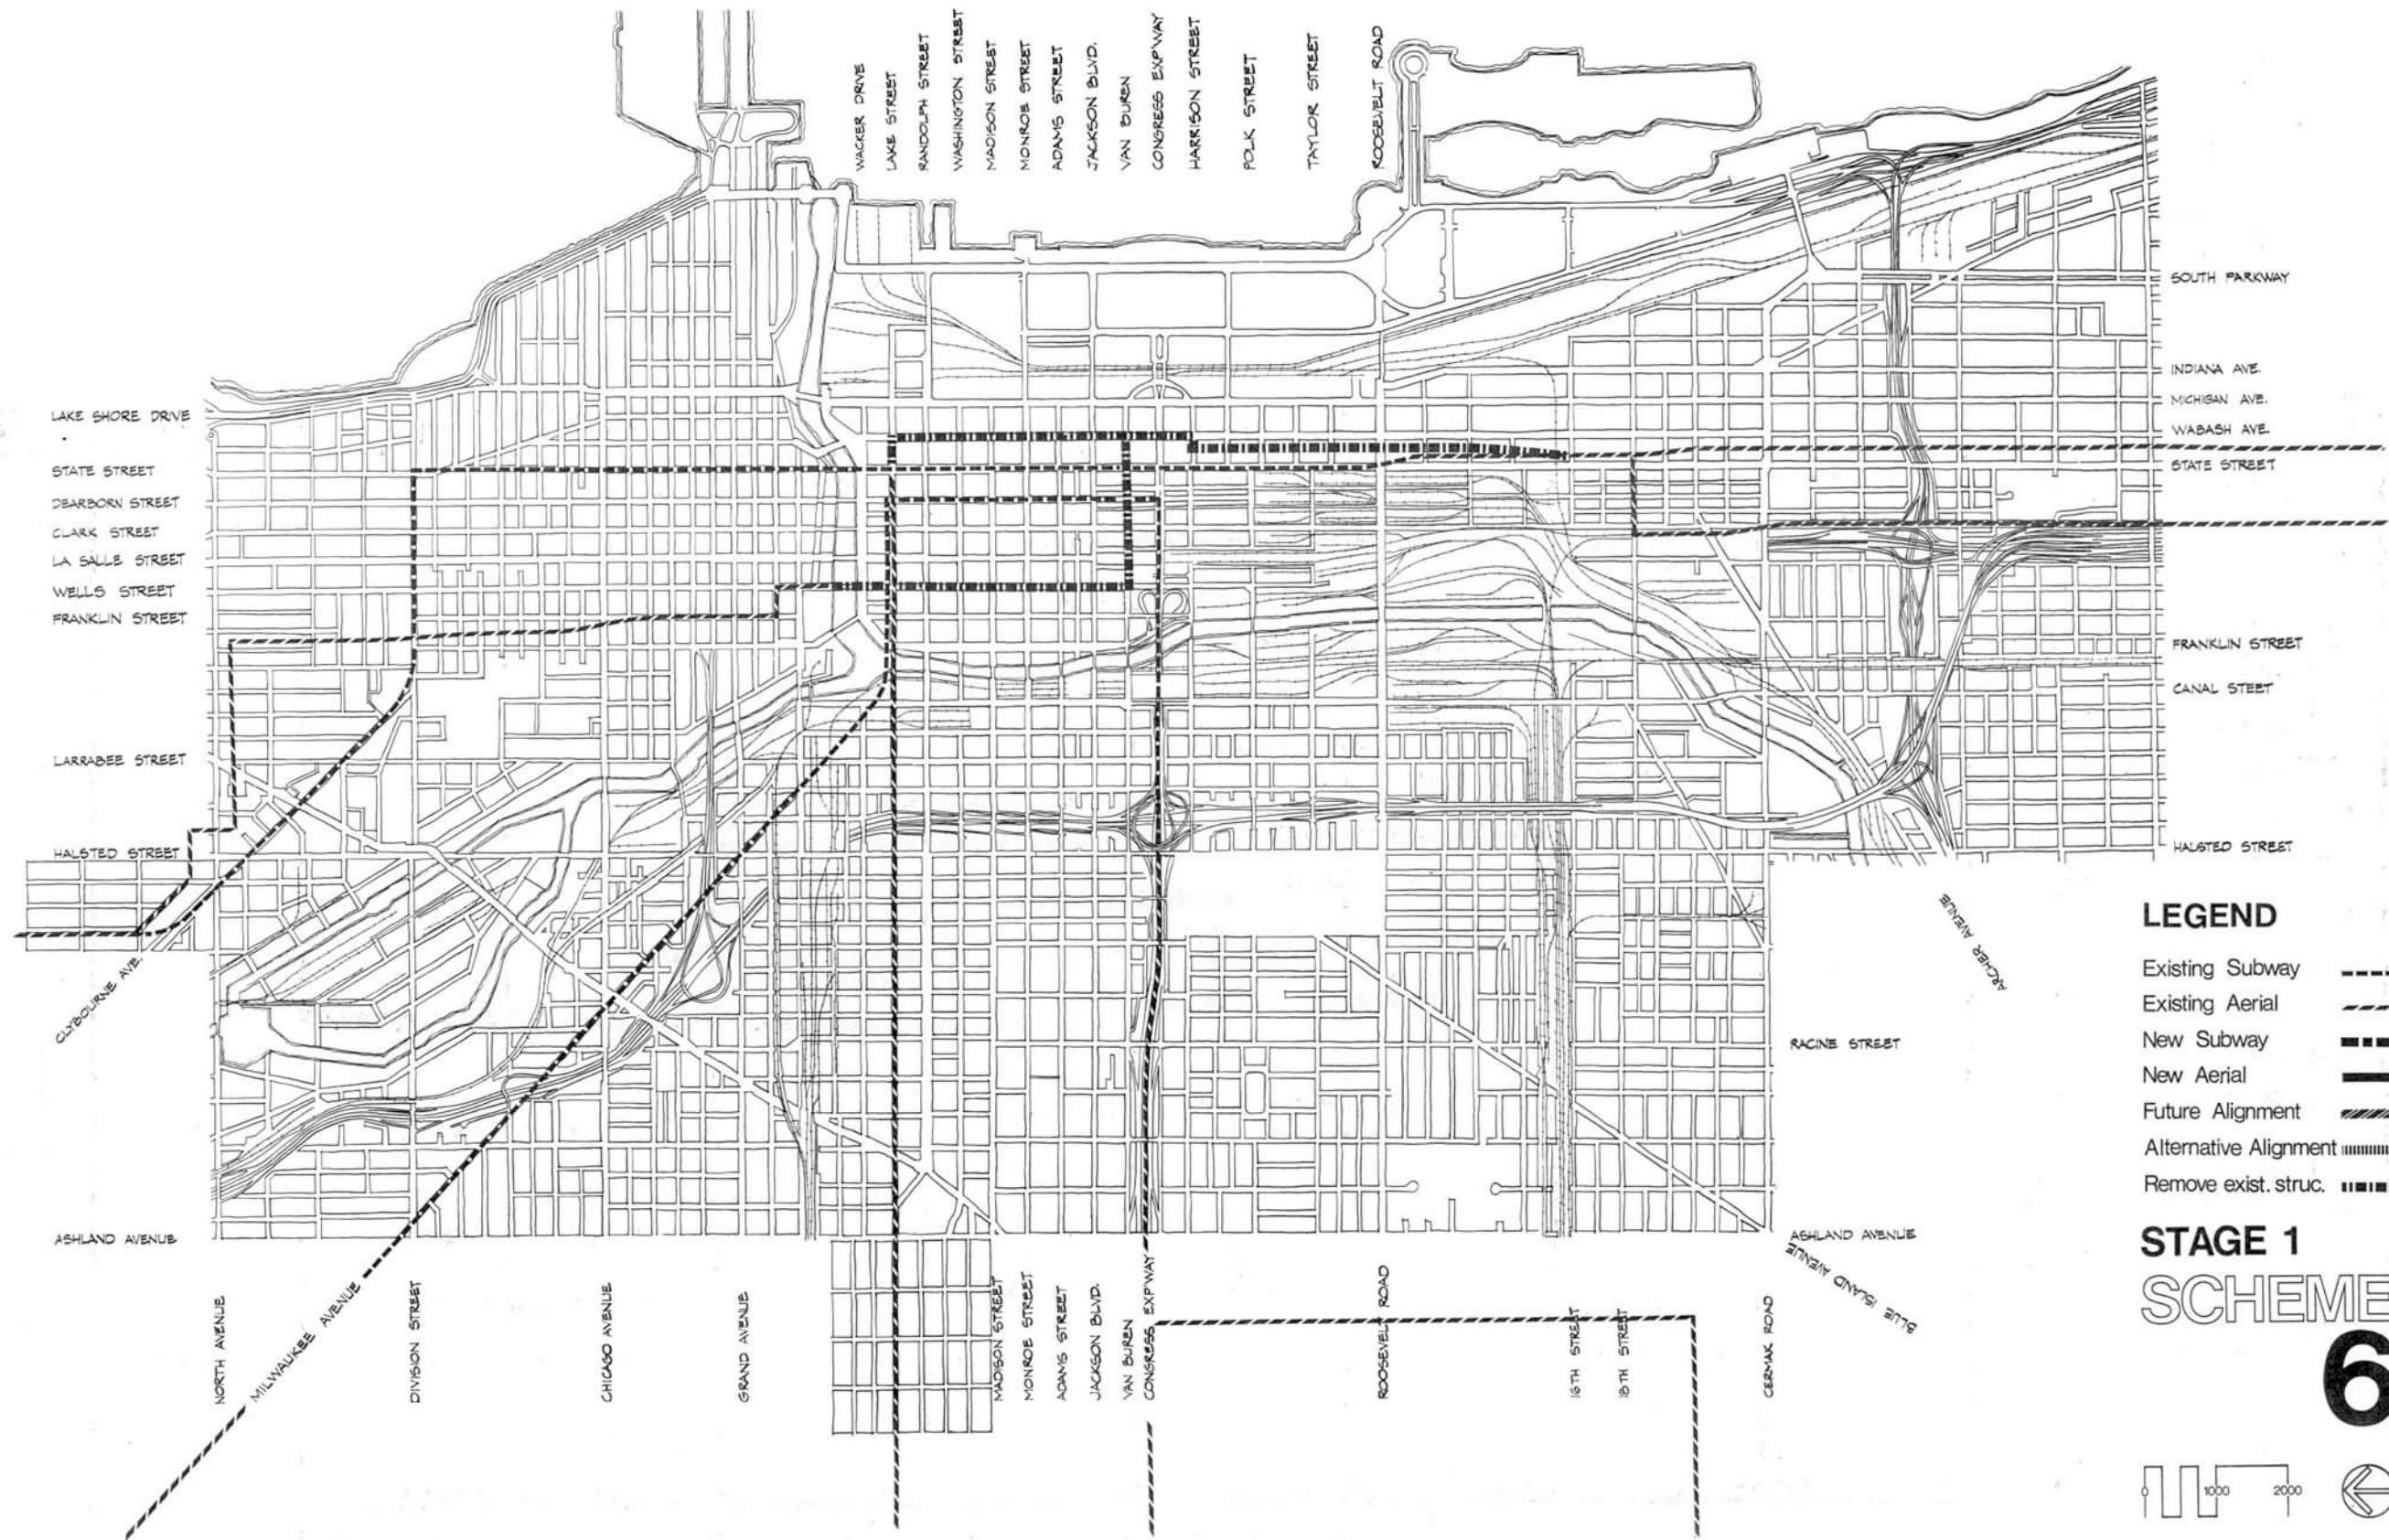 WACKER DRIVE
LAKE STREET
RANDOLPH STREET
WASHINGTON STREET
MADISON STREET
MONROE STREET
ADAMS STREET
JACKSON BLVD.
VAN BUREN
CONGRESS EXP'WAY
HARRISON STREET
POLK STREET
TAYLOR STREET
ROOSEVELT ROAD
LAKE SHORE DRIVE
STATE STREET
DEARBORN STREET
CLARK STREET
LA SALLE STREET
WELLS STREET
FRANKLIN STREET
LARRABEE STREET
HALSTED STREET
CLYBOURNE AVE.
ASHLAND AVENUE
SOUTH PARKWAY
INDIANA AVE.
MICHIGAN AVE.
WABASH AVE.
STATE STREET
FRANKLIN STREET
CANAL STEET
HALSTED STREET
ARCHER AVENUE
RACINE STREET
ASHLAND AVENUE
BLUE ISLAND AVENUE
NORTH AVENUE
MILWAUKEE AVENUE
DIVISION STREET
CHICAGO AVENUE
GRAND AVENUE
MADISON STREET
MONROE STREET
ADAMS STREET
JACKSON BLVD.
VAN BUREN
CONGRESS EXP'WAY
ROOSEVELT ROAD
16TH STREET
18TH STREET
CERMAK ROAD
LEGEND
Existing Subway
Existing Aerial
New Subway
New Aerial
Future Alignment
Alternative Alignment
Remove exist. struc.
STAGE 1
SCHEME
6
0 1000 2000